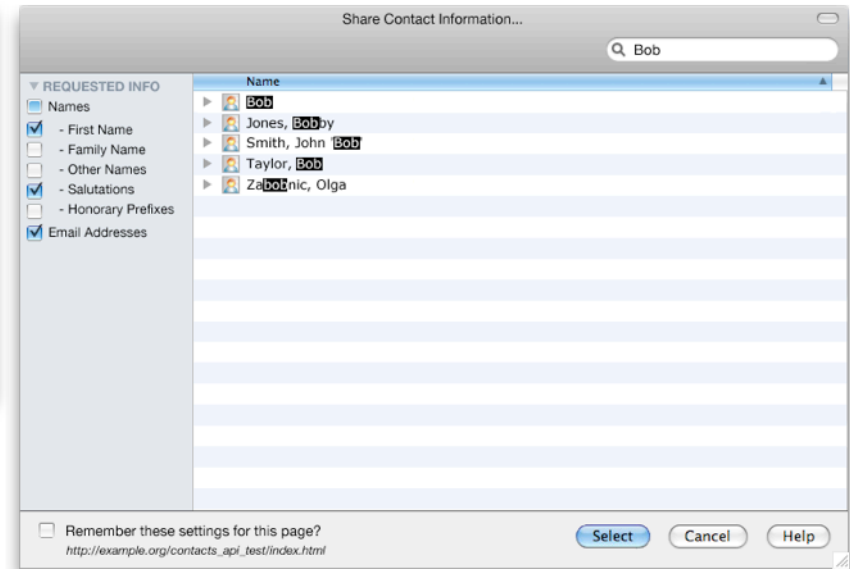 Share Contact Information...
Bob
REQUESTED INFO
Names
- First Name
- Family Name
- Other Names
- Salutations
- Honorary Prefixes
Email Addresses
Name
Bob
Jones, Bobby
Smith, John 'Bob'
Taylor, Bob
Zabobnic, Olga
Remember these settings for this page?
http://example.org/contacts_api_test/index.html
Select Cancel Help